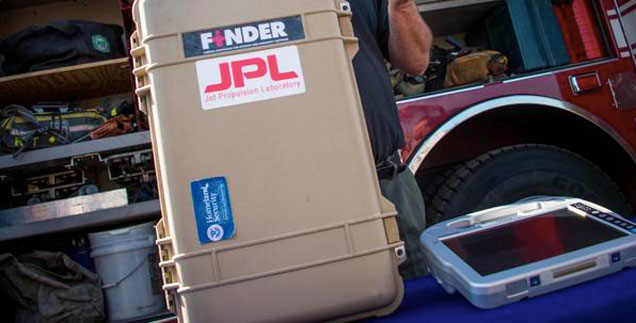 FINDER
JPL
Jet Propulsion Laboratory
Homeland
Security